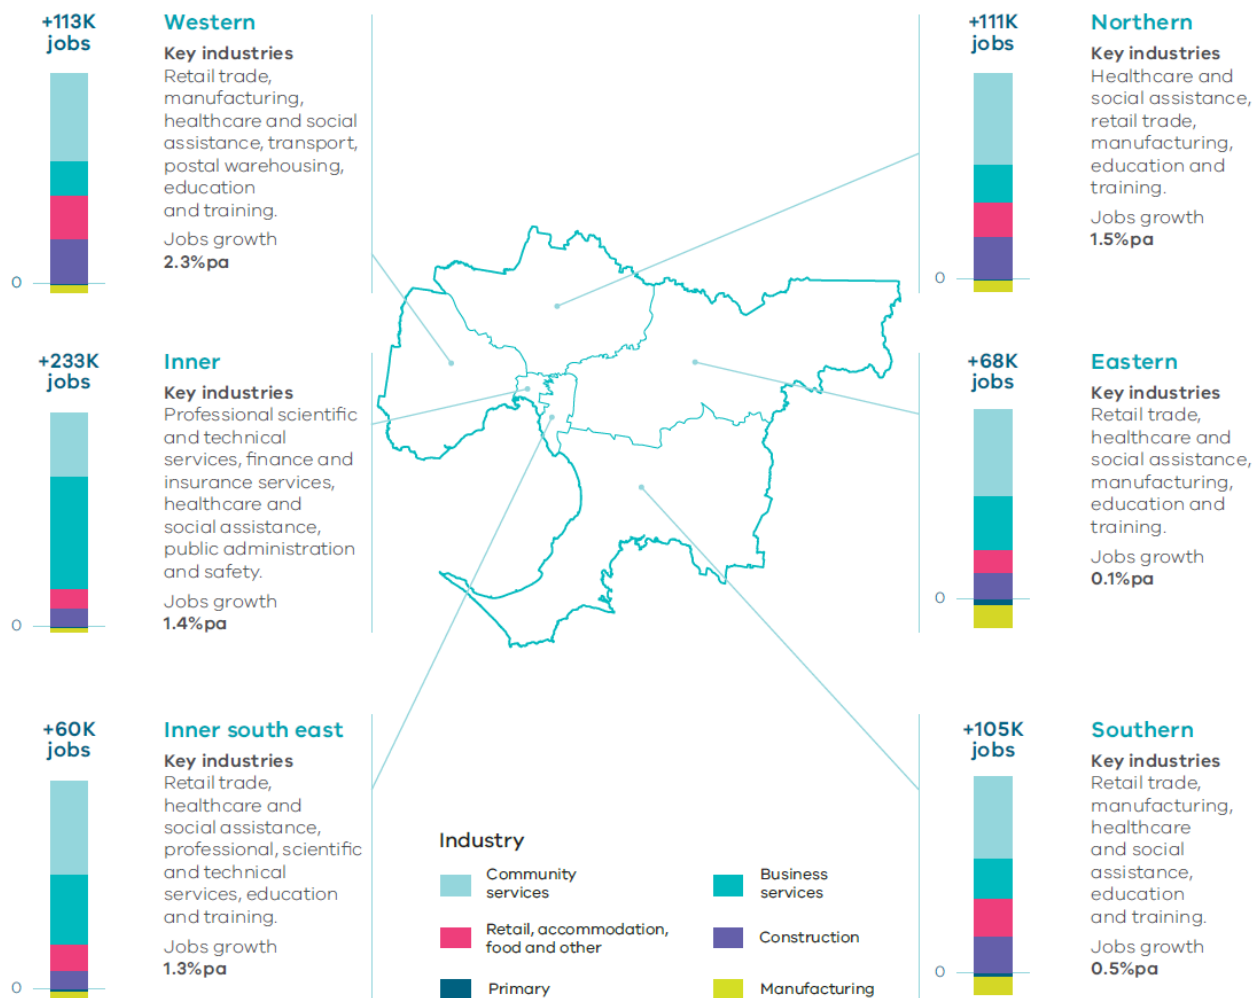 +113K
jobs
0
Western
Key industries
Retail trade,
manufacturing,
healthcare and social
assistance, transport,
postal warehousing,
education
and training.
Jobs growth
2.3%pa
+111K
jobs
0
Northern
Key industries
Healthcare and
social assistance,
retail trade,
manufacturing,
education and
training.
Jobs growth
1.5%pa
+233K
jobs
0
Inner
Key industries
Professional scientific
and technical
services, finance and
insurance services,
healthcare and
social assistance,
public administration
and safety.
Jobs growth
1.4%pa
+68K
jobs
0
Eastern
Key industries
Retail trade,
healthcare and
social assistance,
manufacturing,
education and
training.
Jobs growth
0.1%pa
+60K
jobs
0
Inner south east
Key industries
Retail trade,
healthcare and
social assistance,
professional, scientific
and technical
services, education
and training.
Jobs growth
1.3%pa
+105K
jobs
0
Southern
Key industries
Retail trade,
manufacturing,
healthcare
and social
assistance,
education
and training.
Jobs growth
0.5%pa
Industry
Community
services
Business
services
Retail, accommodation,
food and other
Construction
Primary
Manufacturing